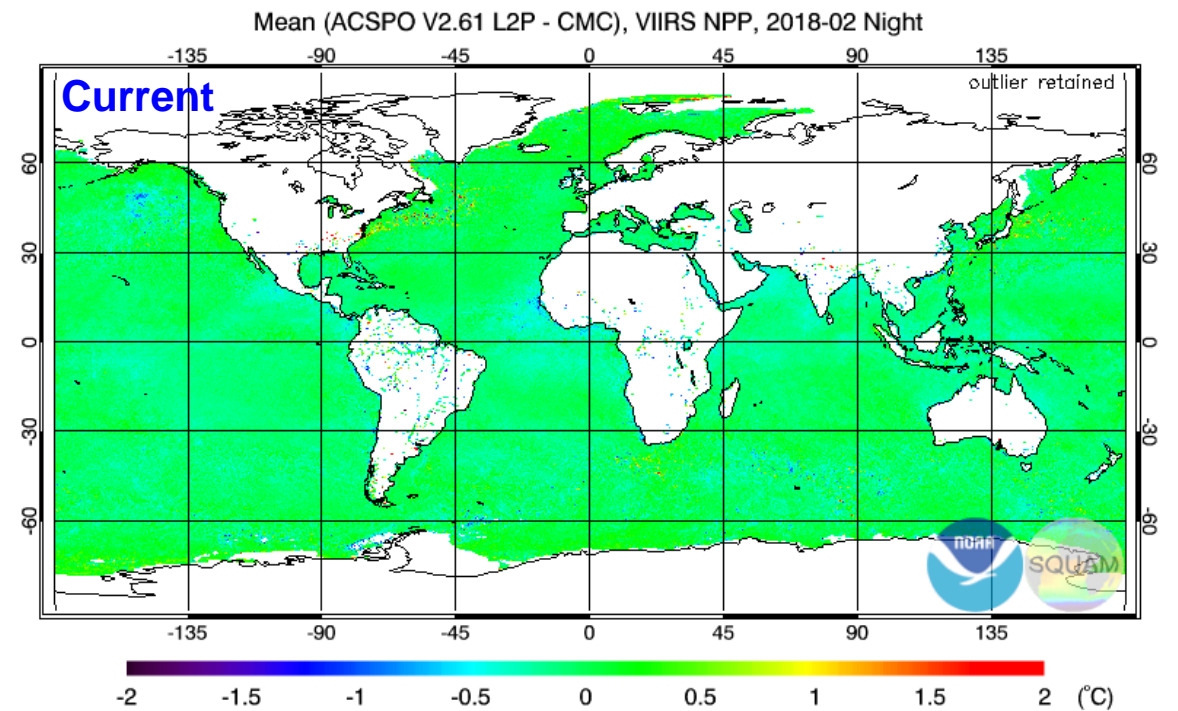 Mean (ACSPO V2.61 L2P - CMC), VIIRS NPP, 2018-02 Night
-135 -90 -45 0 45 90 135
Current
outlier retained
60 60
30 30
0 0
-30 -30
-60 -60
NOAA
SQUAM
-135 -90 -45 0 45 90 135
-2 -1.5 -1 -0.5 0 0.5 1 1.5 2 (°C)